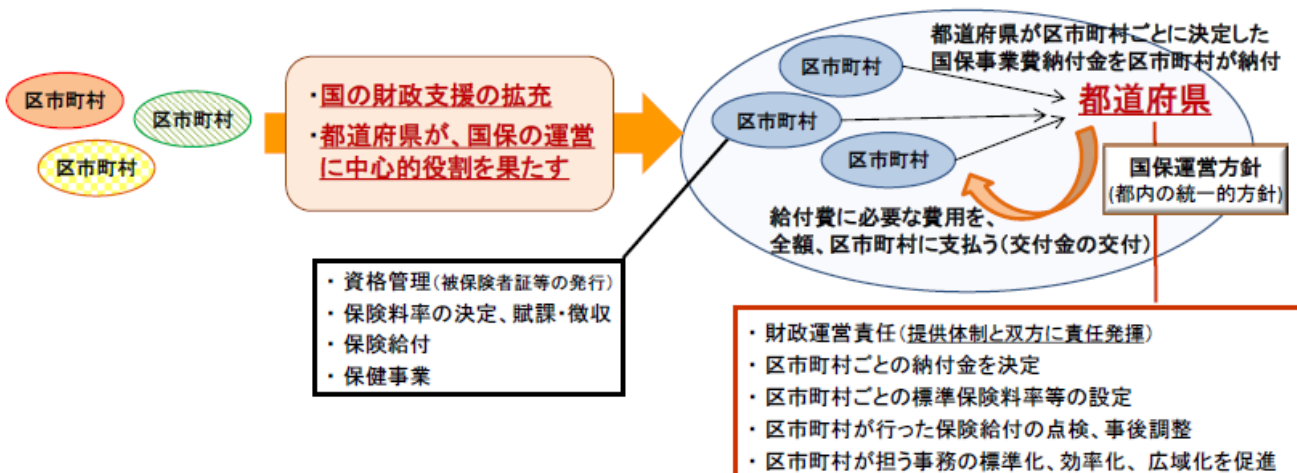 区市町村
区市町村
区市町村
・国の財政支援の拡充
・都道府県が、国保の運営
に中心的役割を果たす
都道府県が区市町村ごとに決定した
国保事業費納付金を区市町村が納付
区市町村
区市町村
区市町村
都道府県
国保運営方針
(都内の統一的方針)
給付費に必要な費用を、
全額、区市町村に支払う(交付金の交付)
・ 資格管理(被保険者証等の発行)
・ 保険料率の決定、賦課・徴収
・ 保険給付
・ 保健事業
・ 財政運営責任(提供体制と双方に責任発揮)
・ 区市町村ごとの納付金を決定
・ 区市町村ごとの標準保険料率等の設定
・ 区市町村が行った保険給付の点検、事後調整
・ 区市町村が担う事務の標準化、効率化、広域化を促進